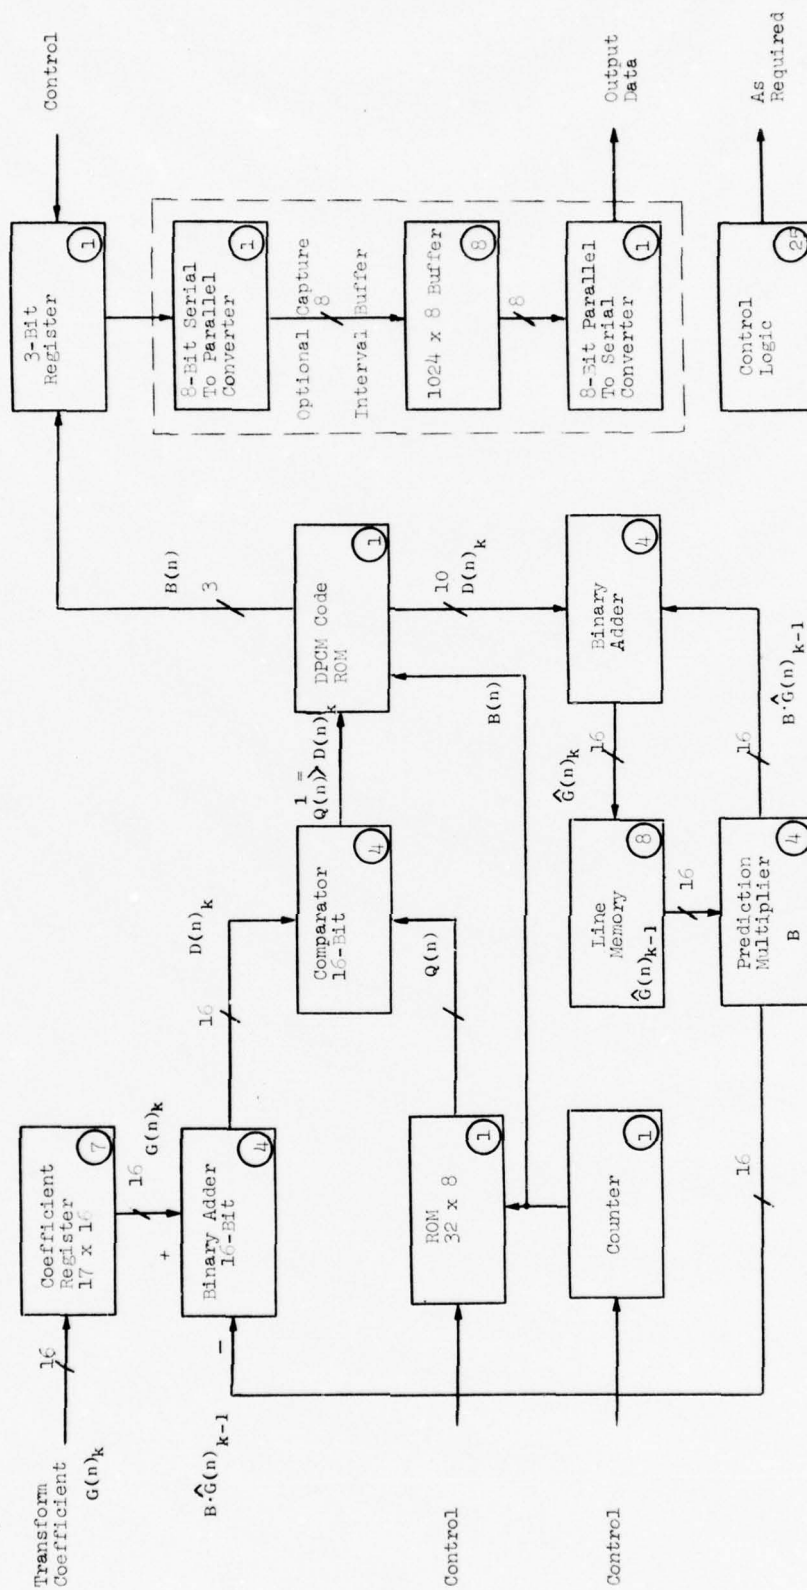 Transform
Coefficient
G(n)k
16
Coefficient
Register
17 x 16
7
16
G(n)k
+
−
B·Ĝ(n)k-1
Binary Adder
16-Bit
4
16
D(n)k
Comparator
16-Bit
4
1 =
Q(n)>D(n)k
Q(n)
Control
ROM
32 x 8
1
Control
Counter
1
B(n)
DPCM Code
ROM
1
B(n)
3
10
D(n)k
Binary
Adder
4
16
Ĝ(n)k
Line
Memory
Ĝ(n)k-1
8
16
Prediction
Multiplier
B
4
16
B·Ĝ(n)k-1
16
Control
3-Bit
Register
1
8-Bit Serial
To Parallel
Converter
1
Optional Capture
8
Interval Buffer
1024 x 8 Buffer
8
8
8-Bit Parallel
To Serial
Converter
1
Output
Data
Control
Logic
25
As
Required